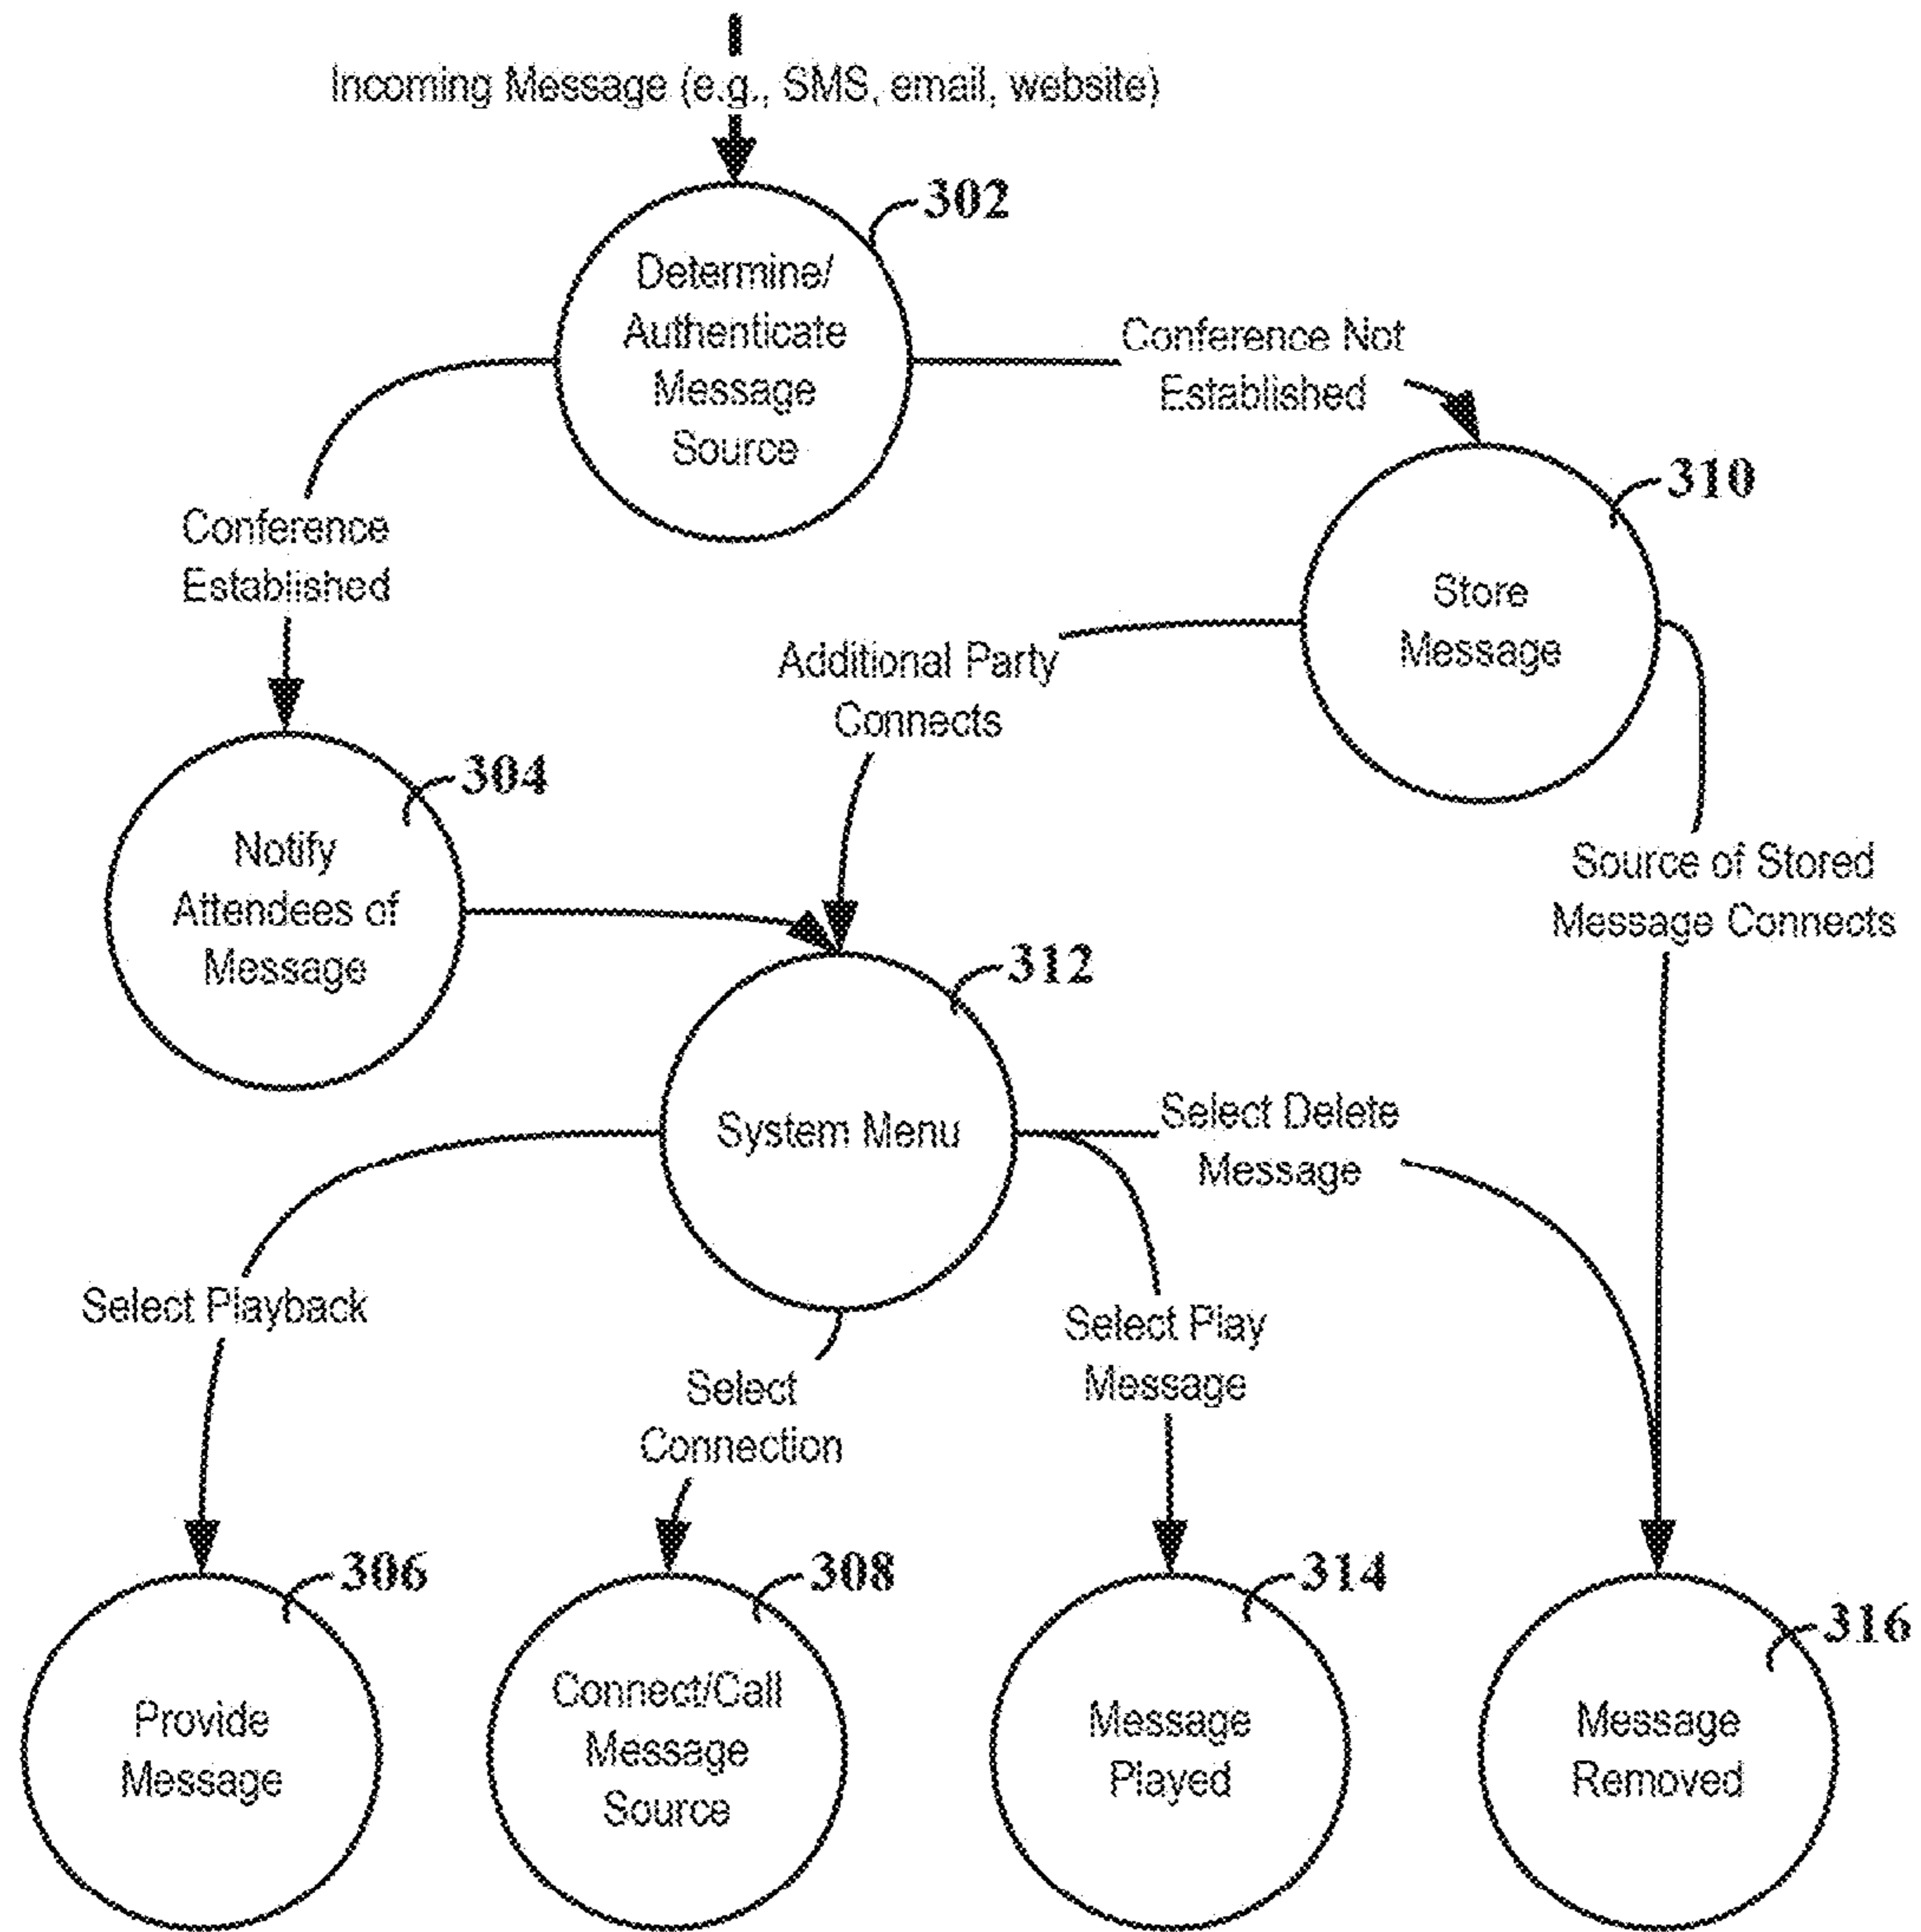 Incoming Message (e.g., SMS, email, website)
302
Determine/
Authenticate
Message
Source
Conference Not
Established
310
Conference
Established
Store
Message
Additional Party
Connects
304
Notify
Attendees of
Message
Source of Stored
Message Connects
312
System Menu
Select Delete
Message
Select Playback
Select
Connection
Select Play
Message
306
308
314
316
Provide
Message
Connect/Call
Message
Source
Message
Played
Message
Removed